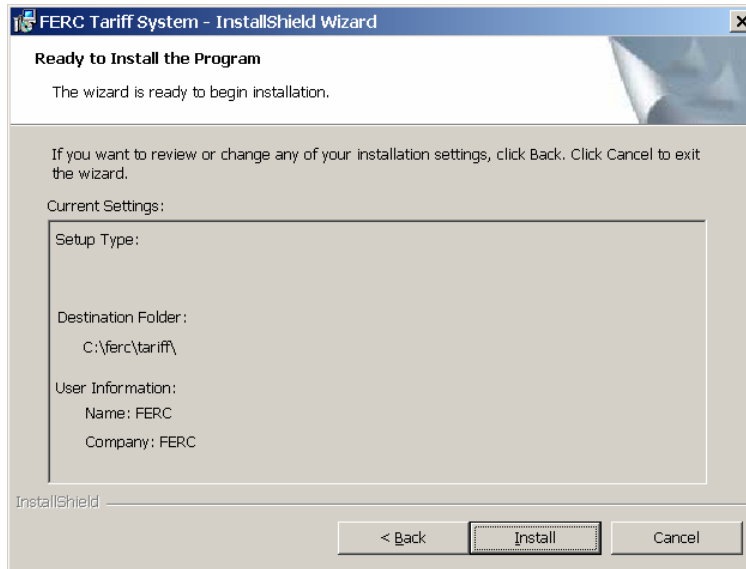 FERC Tariff System - InstallShield Wizard
Ready to Install the Program
The wizard is ready to begin installation.
If you want to review or change any of your installation settings, click Back. Click Cancel to exit
the wizard.
Current Settings:
Setup Type:
Destination Folder:
C:\ferc\tariff\
User Information:
Name: FERC
Company: FERC
InstallShield
< Back
Install
Cancel